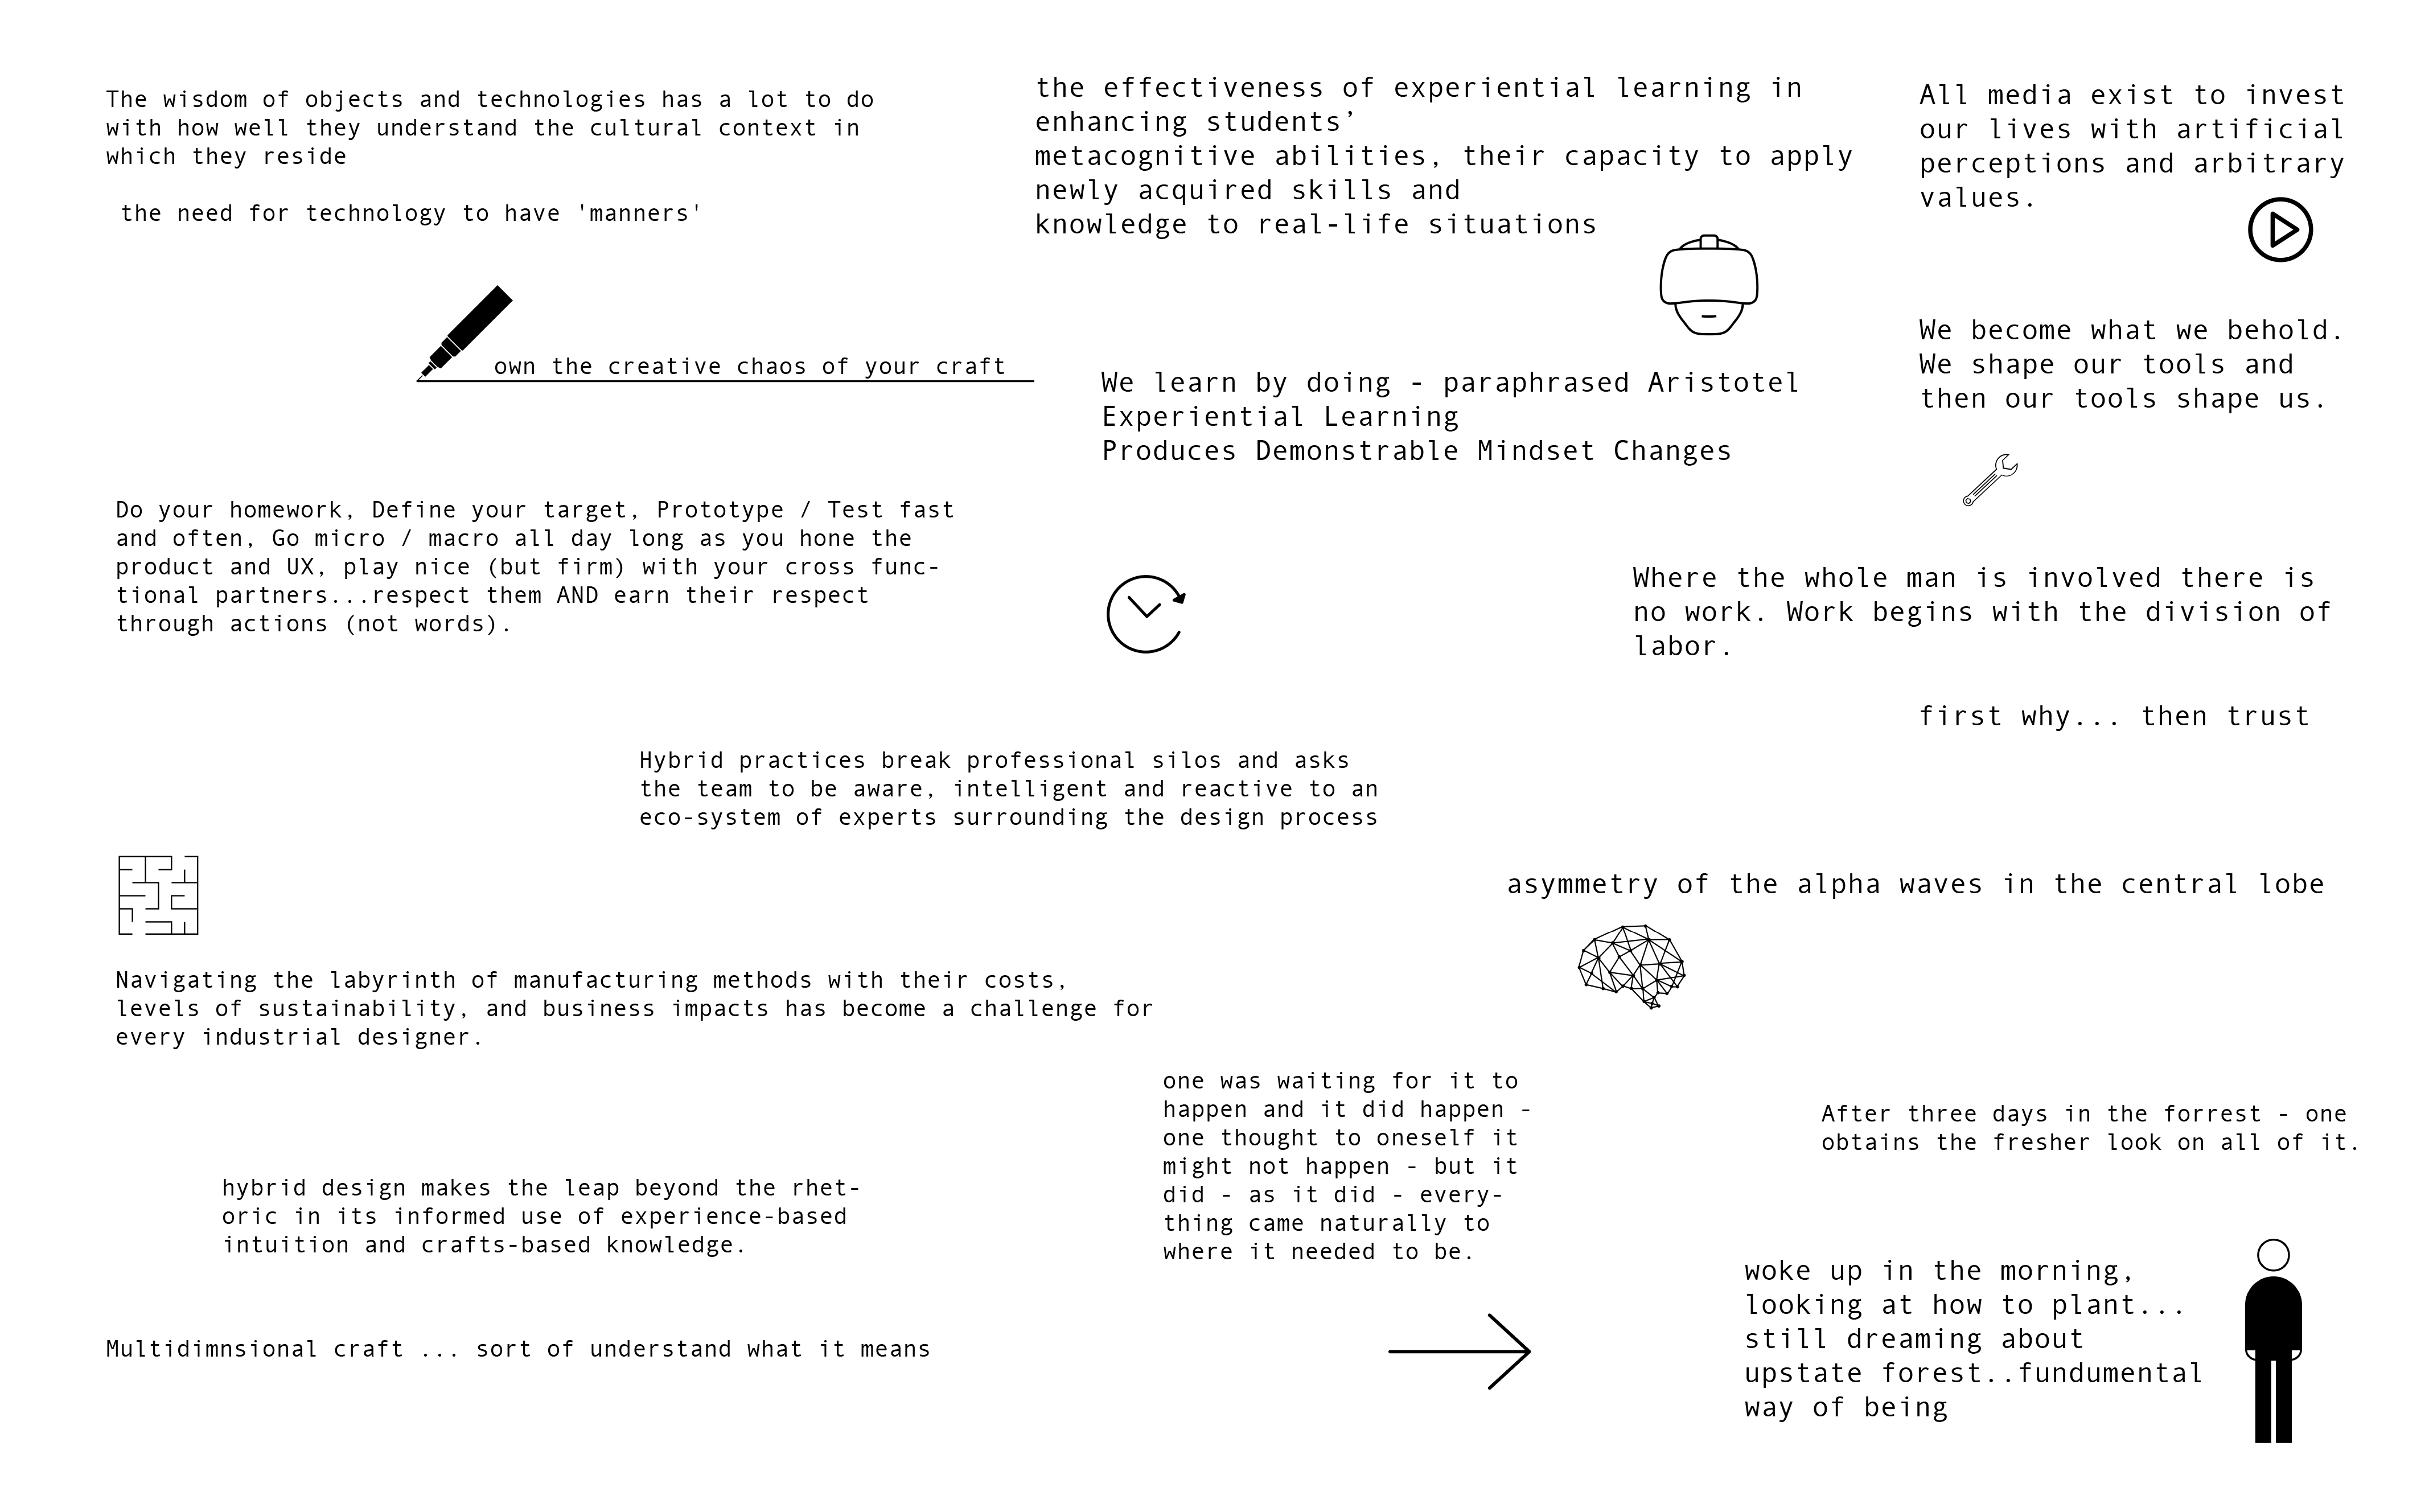 The wisdom of objects and technologies has a lot to do
with how well they understand the cultural context in
which they reside
the need for technology to have 'manners'
the effectiveness of experiential learning in
enhancing students’
metacognitive abilities, their capacity to apply
newly acquired skills and
knowledge to real-life situations
All media exist to invest
our lives with artificial
perceptions and arbitrary
values.
own the creative chaos of your craft
We learn by doing - paraphrased Aristotel
Experiential Learning
Produces Demonstrable Mindset Changes
We become what we behold.
We shape our tools and
then our tools shape us.
Do your homework, Define your target, Prototype / Test fast
and often, Go micro / macro all day long as you hone the
product and UX, play nice (but firm) with your cross func-
tional partners...respect them AND earn their respect
through actions (not words).
Where the whole man is involved there is
no work. Work begins with the division of
labor.
first why... then trust
Hybrid practices break professional silos and asks
the team to be aware, intelligent and reactive to an
eco-system of experts surrounding the design process
asymmetry of the alpha waves in the central lobe
Navigating the labyrinth of manufacturing methods with their costs,
levels of sustainability, and business impacts has become a challenge for
every industrial designer.
one was waiting for it to
happen and it did happen -
one thought to oneself it
might not happen - but it
did - as it did - every-
thing came naturally to
where it needed to be.
After three days in the forrest - one
obtains the fresher look on all of it.
hybrid design makes the leap beyond the rhet-
oric in its informed use of experience-based
intuition and crafts-based knowledge.
woke up in the morning,
looking at how to plant...
still dreaming about
upstate forest..fundumental
way of being
Multidimnsional craft ... sort of understand what it means